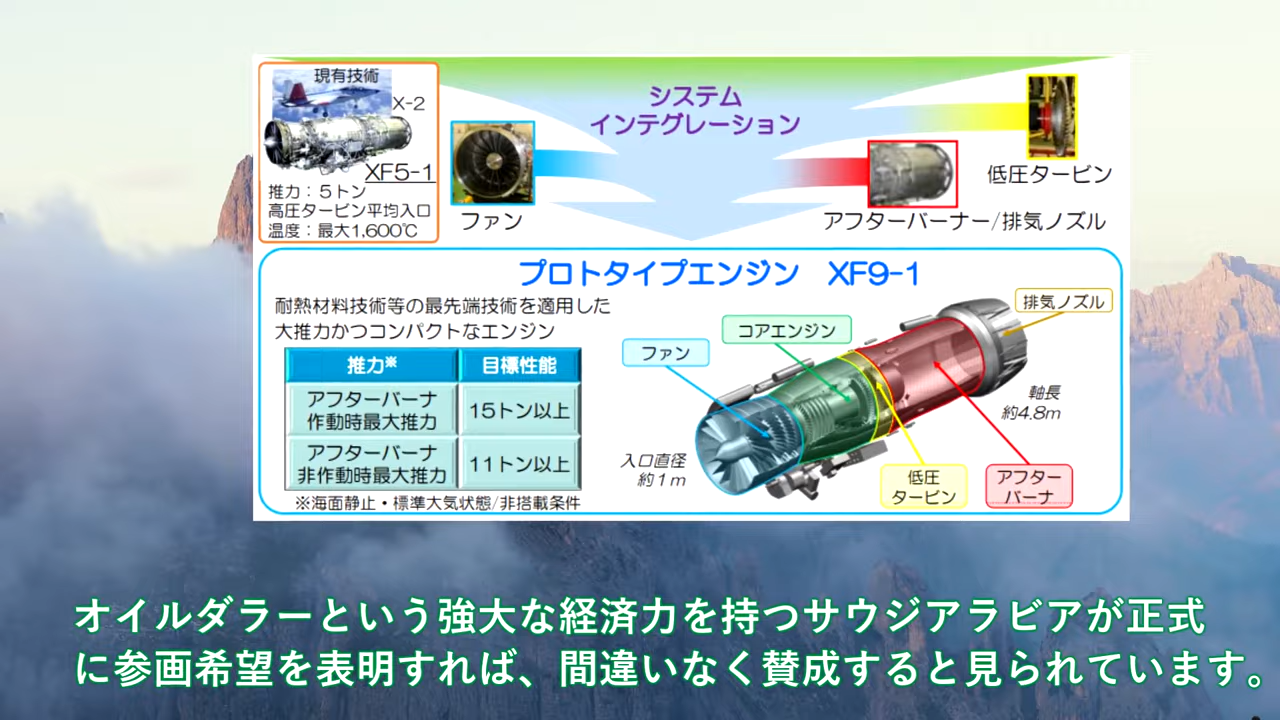 現有技術
X-2
XF5-1
推力：５トン
高圧タービン平均入口
温度：最大1,600℃
ファン
システム
インテグレーション
低圧タービン
アフターバーナー/排気ノズル
プロトタイプエンジン　XF9-1
耐熱材料技術等の最先端技術を適用した
大推力かつコンパクトなエンジン
推力※
目標性能
アフターバーナ
作動時最大推力
15トン以上
アフターバーナ
非作動時最大推力
11トン以上
※海面静止・標準大気状態/非搭載条件
ファン
コアエンジン
排気ノズル
軸長
約4.8m
入口直径
約１ｍ
低圧
タービン
アフター
バーナ
オイルダラーという強大な経済力を持つサウジアラビアが正式
に参画希望を表明すれば、間違いなく賛成すると見られています。